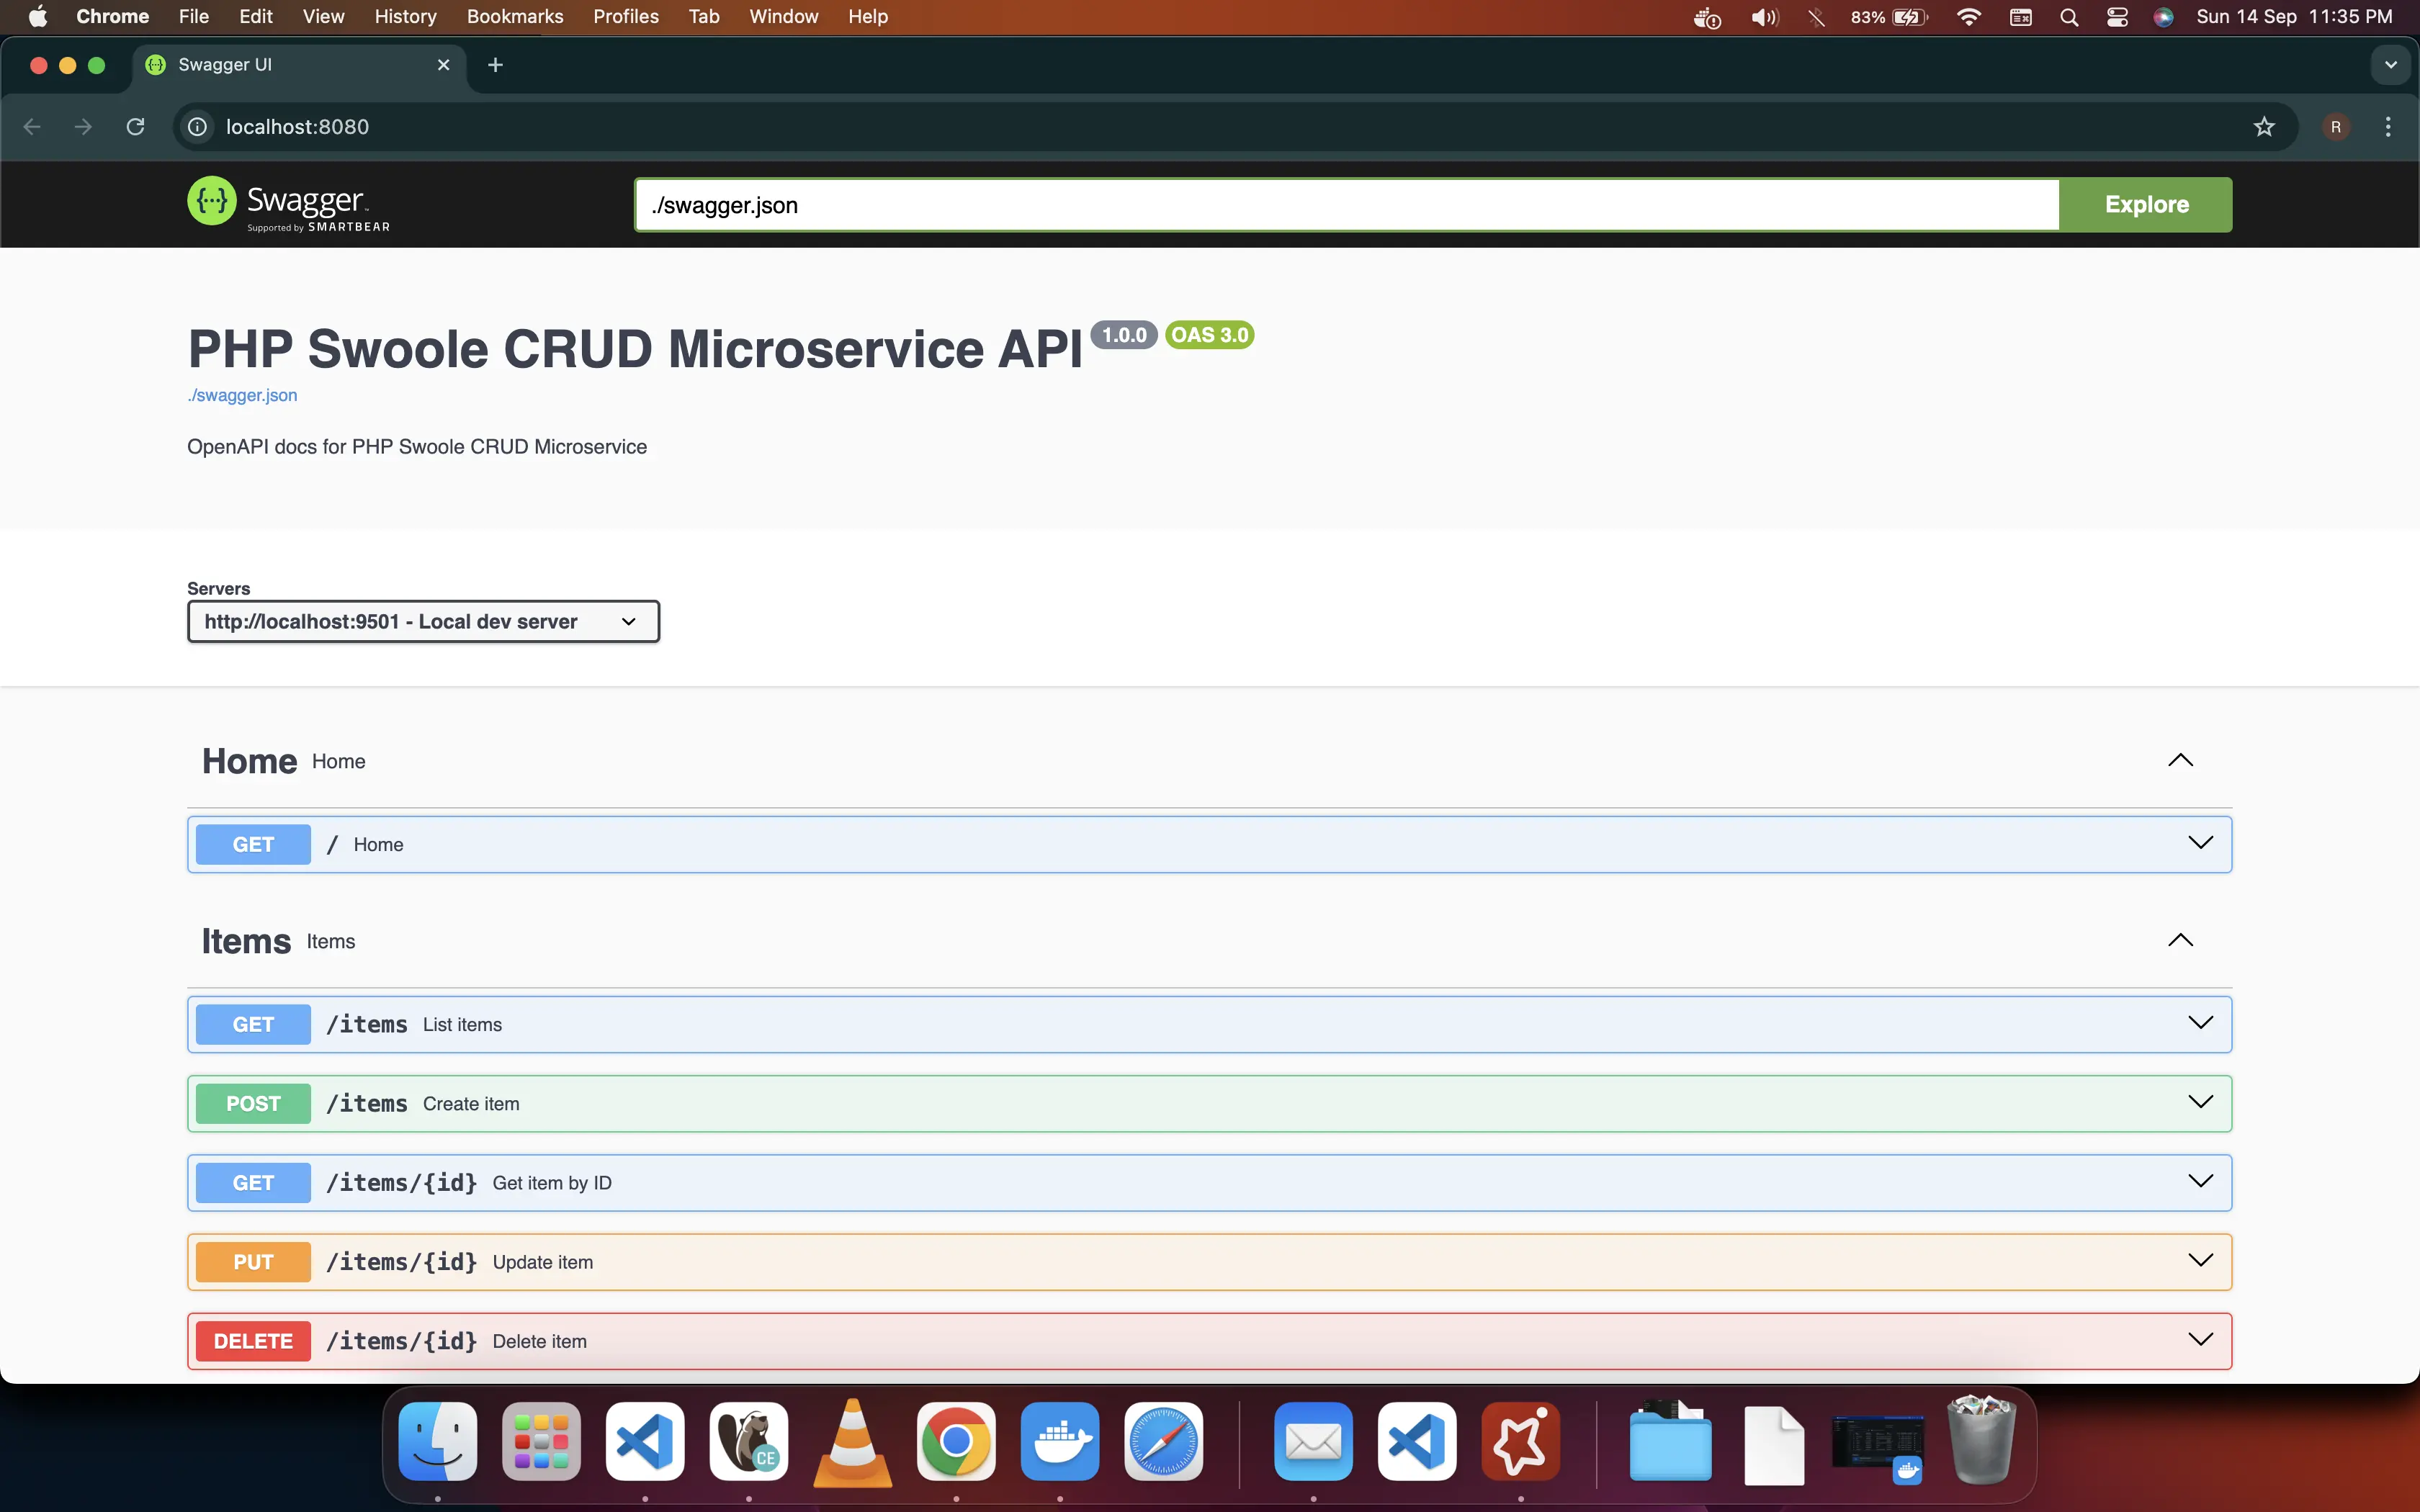 Chrome File Edit View History Bookmarks Profiles Tab Window Help 83% Sun 14 Sep 11:35 PM
Swagger UI
localhost:8080 R
Swagger
Supported by SMARTBEAR
./swagger.json Explore
PHP Swoole CRUD Microservice API 1.0.0 OAS 3.0
./swagger.json
OpenAPI docs for PHP Swoole CRUD Microservice
Servers
http://localhost:9501 - Local dev server
Home Home
GET / Home
Items Items
GET /items List items
POST /items Create item
GET /items/{id} Get item by ID
PUT /items/{id} Update item
DELETE /items/{id} Delete item
CE